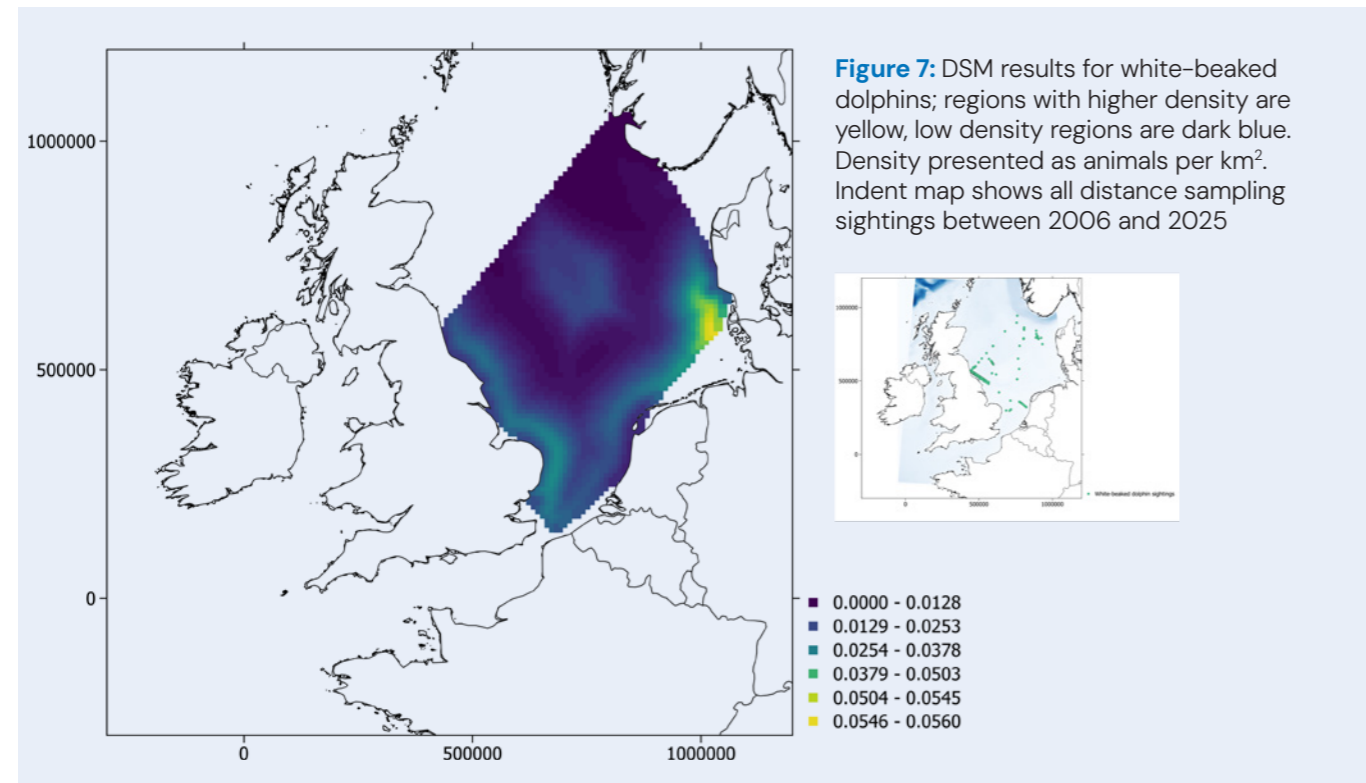 Figure 7: DSM results for white-beaked
dolphins; regions with higher density are
yellow, low density regions are dark blue.
Density presented as animals per km².
Indent map shows all distance sampling
sightings between 2006 and 2025
1000000
500000
0
0
500000
1000000
1000000
500000
0
0
500000
1000000
White-beaked dolphin sightings
0.0000 - 0.0128
0.0129 - 0.0253
0.0254 - 0.0378
0.0379 - 0.0503
0.0504 - 0.0545
0.0546 - 0.0560